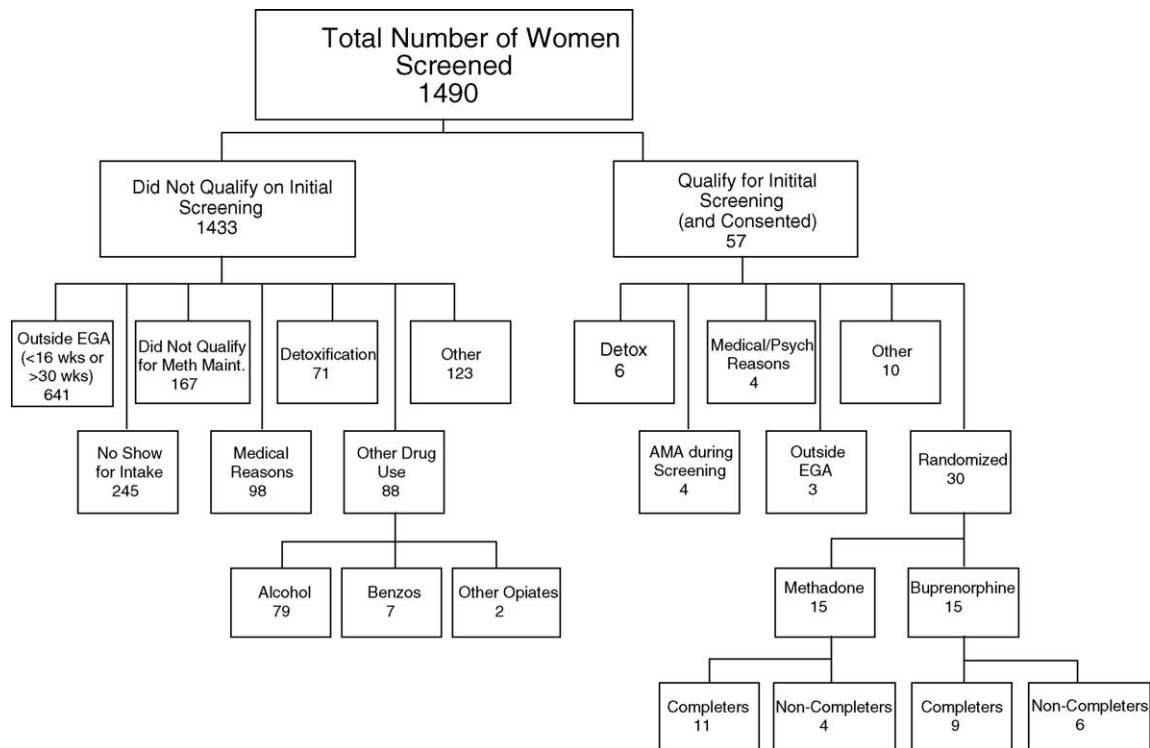 Total Number of Women
Screened
1490
Did Not Qualify on Initial
Screening
1433
Qualify for Initital
Screening
(and Consented)
57
Outside EGA
(<16 wks or
>30 wks)
641
Did Not Qualify
for Meth Maint.
167
Detoxification
71
Other
123
Detox
6
Medical/Psych
Reasons
4
Other
10
No Show
for Intake
245
Medical
Reasons
98
Other Drug
Use
88
AMA during
Screening
4
Outside
EGA
3
Randomized
30
Alcohol
79
Benzos
7
Other Opiates
2
Methadone
15
Buprenorphine
15
Completers
11
Non-Completers
4
Completers
9
Non-Completers
6